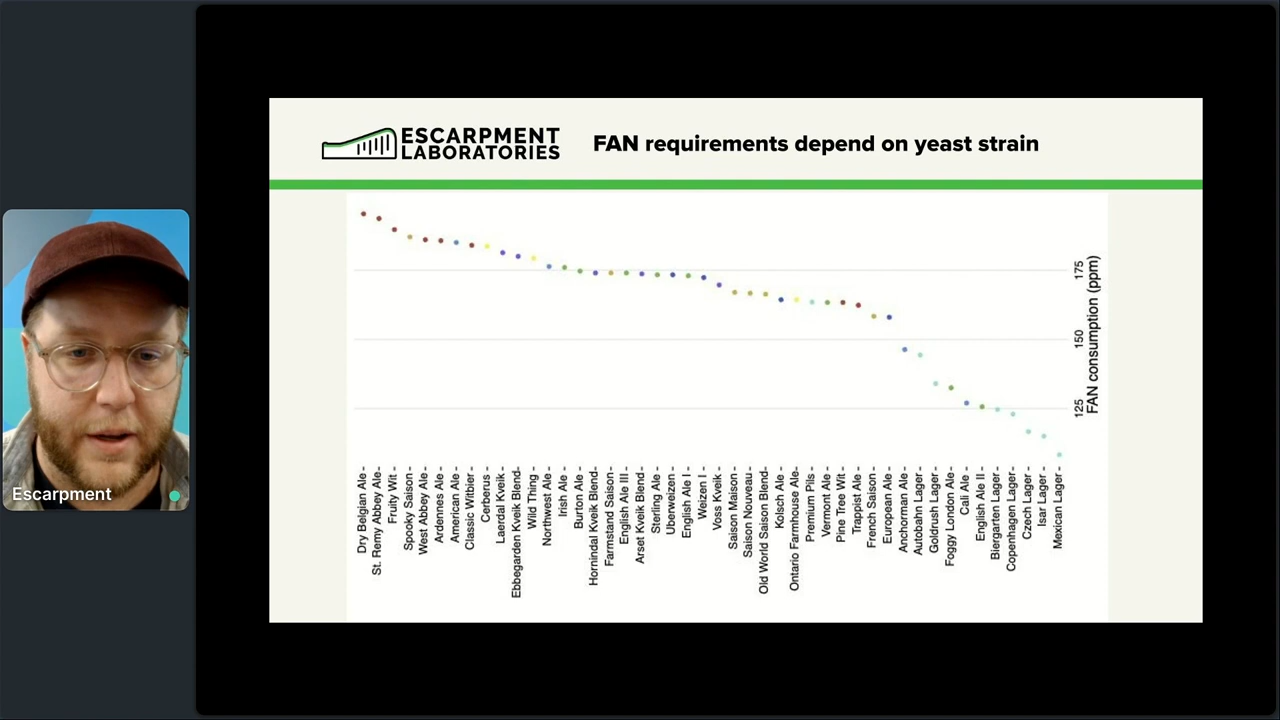 ESCARPMENT
LABORATORIES
FAN requirements depend on yeast strain
175
150
125
FAN consumption (ppm)
Dry Belgian Ale
St. Remy Abbey Ale
Fruity Wit
Spooky Saison
West Abbey Ale
Ardennes Ale
American Ale
Classic Witbier
Cerberus
Laerdal Kveik
Ebbegarden Kveik Blend
Wild Thing
Northwest Ale
Irish Ale
Burton Ale
Hornindal Kveik Blend
Farmstand Saison
English Ale III
Arset Kveik Blend
Sterling Ale
Uberweizen
English Ale I
Weizen I
Voss Kveik
Saison Maison
Saison Nouveau
Old World Saison Blend
Kolsch Ale
Ontario Farmhouse Ale
Premium Pils
Vermont Ale
Pine Tree Wit
Trappist Ale
French Saison
European Ale
Anchorman Ale
Autobahn Lager
Goldrush Lager
Foggy London Ale
Cali Ale
English Ale II
Biergarten Lager
Copenhagen Lager
Czech Lager
Isar Lager
Mexican Lager
Escarpment